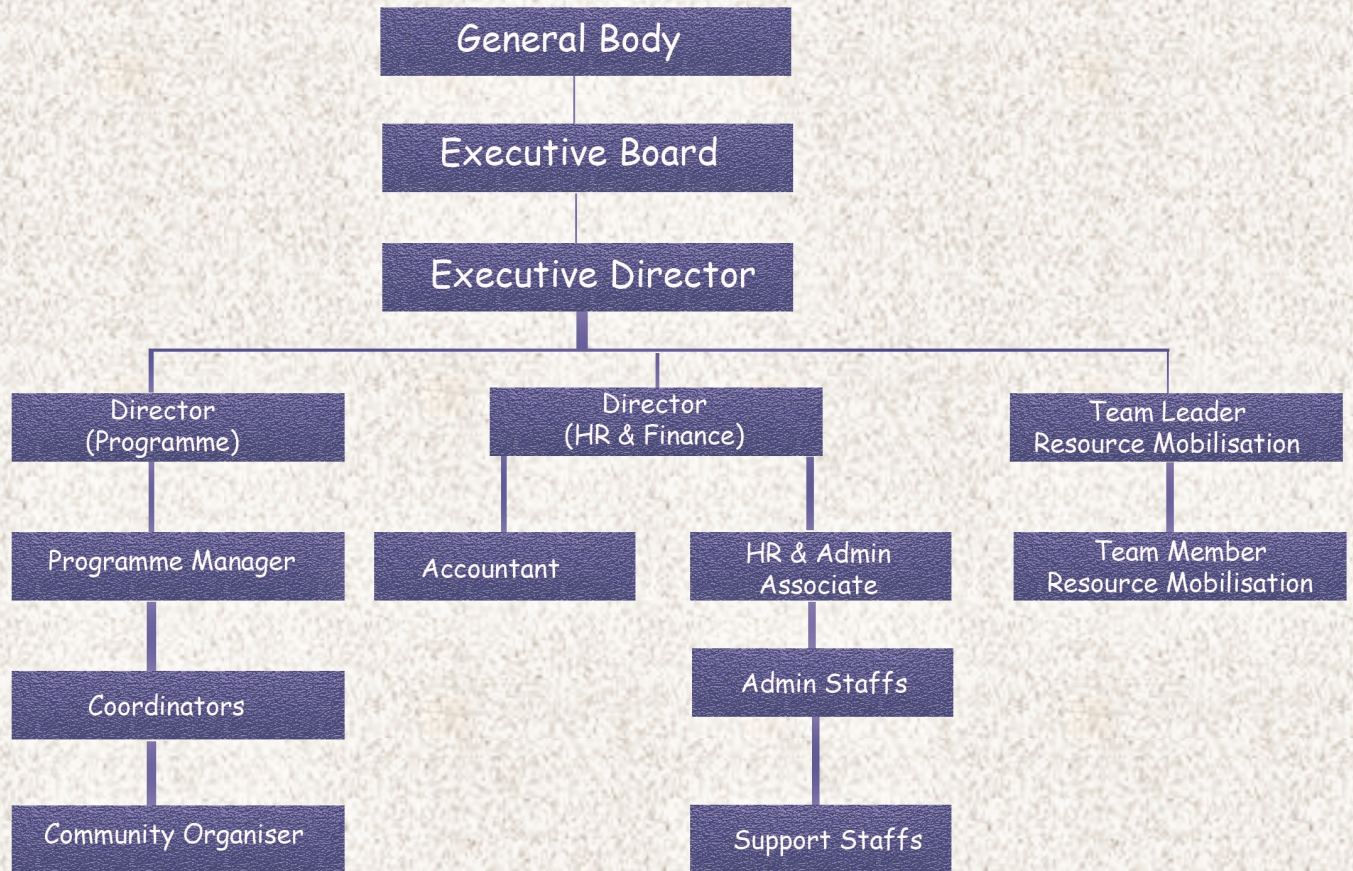 General Body
Executive Board
Executive Director
Director
(Programme)
Director
(HR & Finance)
Team Leader
Resource Mobilisation
Programme Manager
Accountant
HR & Admin
Associate
Team Member
Resource Mobilisation
Coordinators
Admin Staffs
Community Organiser
Support Staffs